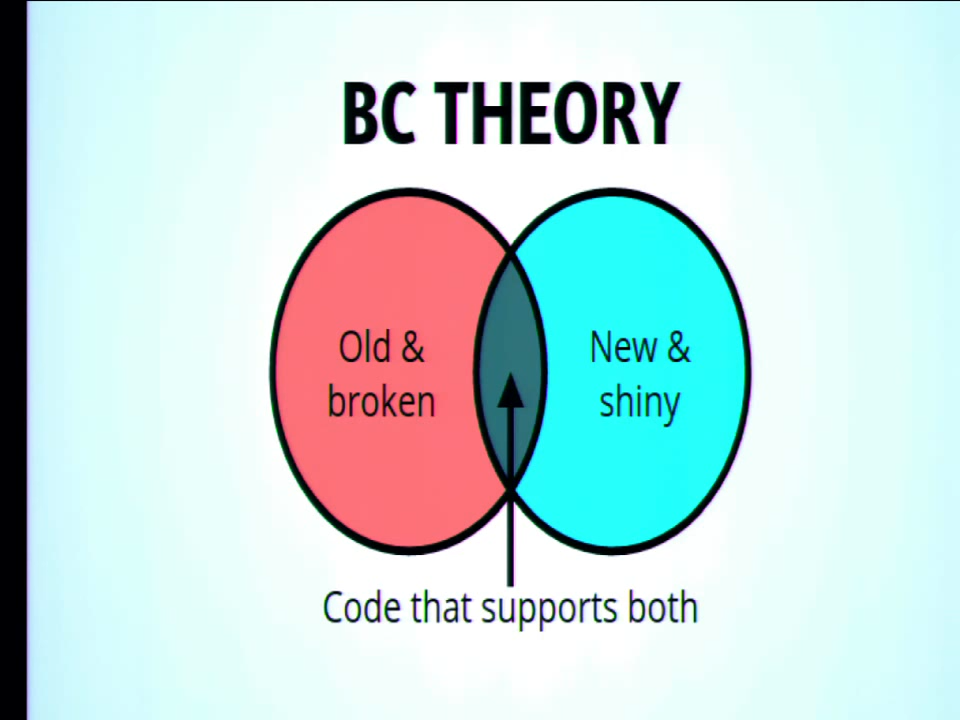 BC THEORY
Old &
broken
New &
shiny
Code that supports both